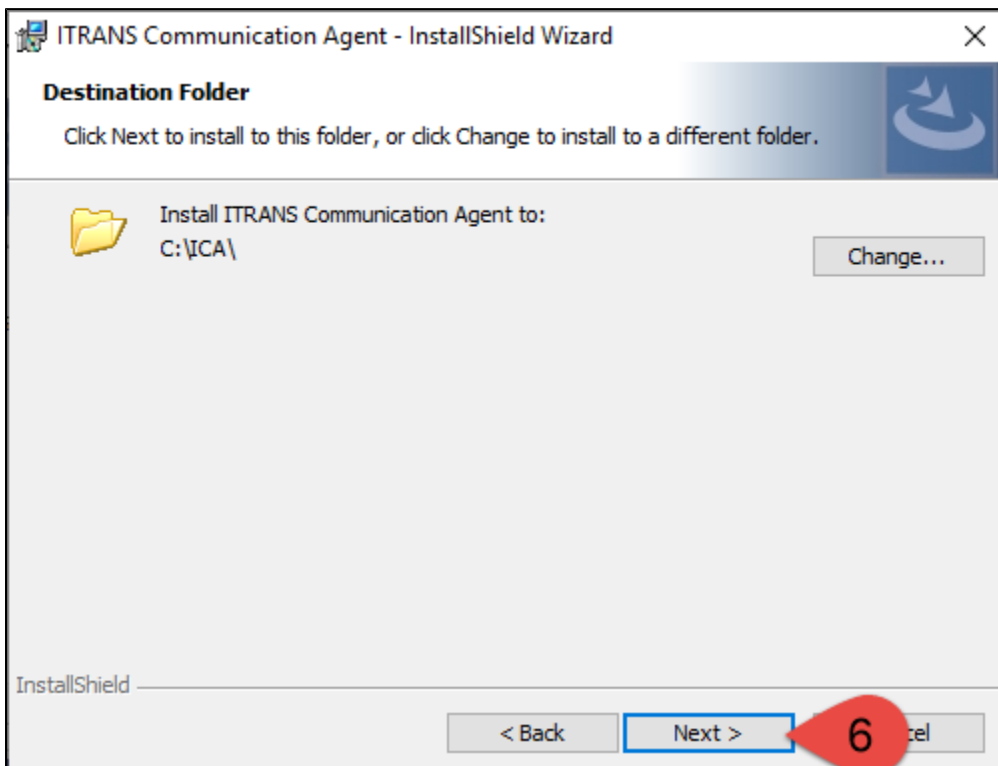 ITRANS Communication Agent - InstallShield Wizard
Destination Folder
Click Next to install to this folder, or click Change to install to a different folder.
Install ITRANS Communication Agent to:
C:\ICA\
Change...
InstallShield
< Back
Next >
6
cel